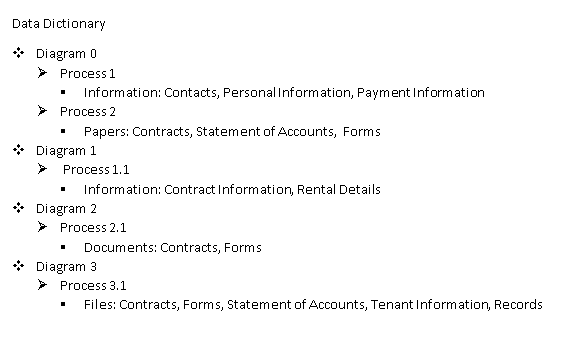 Data Dictionary
❖ Diagram 0
➢ Process 1
▪ Information: Contacts, Personal Information, Payment Information
➢ Process 2
▪ Papers: Contracts, Statement of Accounts, Forms
❖ Diagram 1
➢ Process 1.1
▪ Information: Contract Information, Rental Details
❖ Diagram 2
➢ Process 2.1
▪ Documents: Contracts, Forms
❖ Diagram 3
➢ Process 3.1
▪ Files: Contracts, Forms, Statement of Accounts, Tenant Information, Records